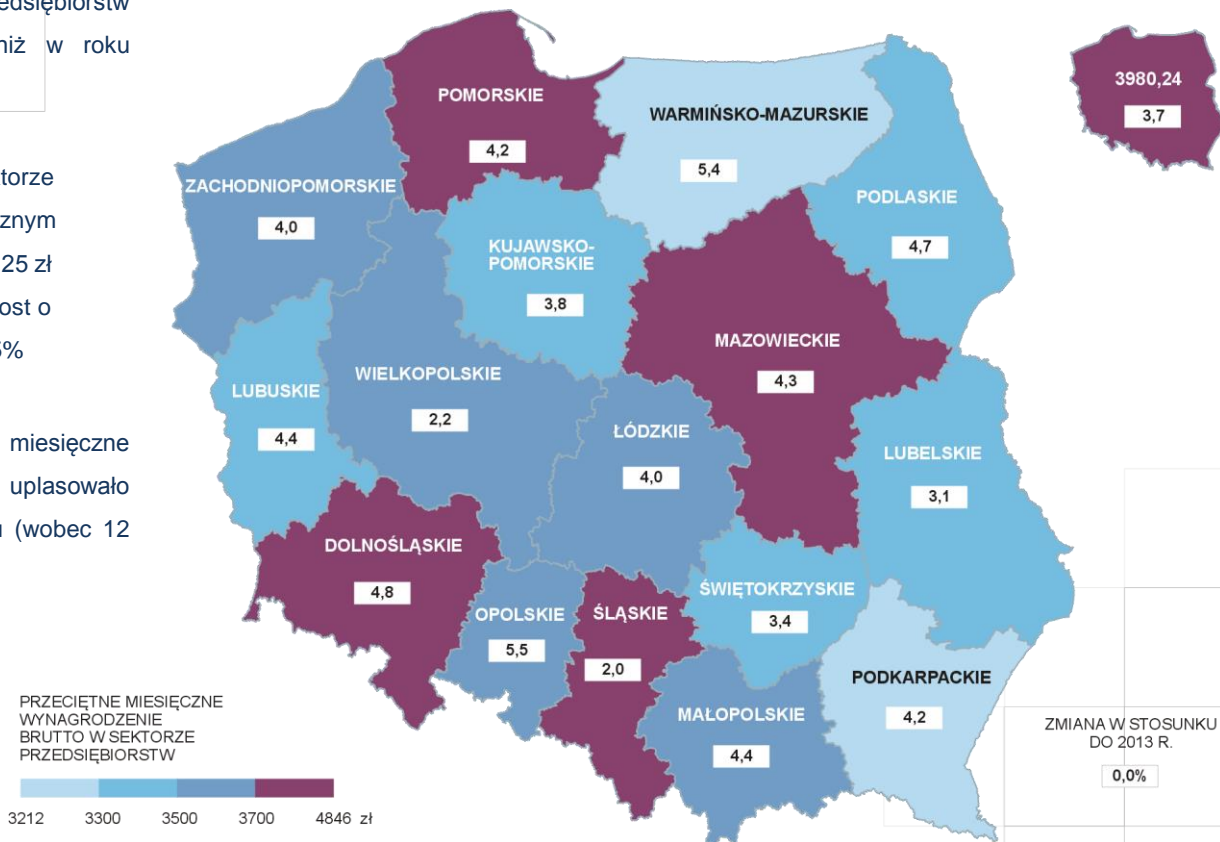 edsiębiorstw
niż w roku
torze
cznym
25 zł
ost o
5%
miesięczne
uplasowało
(wobec 12
POMORSKIE
4,2
WARMIŃSKO-MAZURSKIE
5,4
3980,24
3,7
ZACHODNIOPOMORSKIE
4,0
PODLASKIE
4,7
KUJAWSKO-
POMORSKIE
3,8
MAZOWIECKIE
4,3
WIELKOPOLSKIE
2,2
LUBUSKIE
4,4
ŁÓDZKIE
4,0
LUBELSKIE
3,1
DOLNOŚLĄSKIE
4,8
OPOLSKIE
5,5
ŚLĄSKIE
2,0
ŚWIĘTOKRZYSKIE
3,4
PODKARPACKIE
4,2
MAŁOPOLSKIE
4,4
PRZECIĘTNE MIESIĘCZNE
WYNAGRODZENIE
BRUTTO W SEKTORZE
PRZEDSIĘBIORSTW
3212 3300 3500 3700 4846 zł
ZMIANA W STOSUNKU
DO 2013 R.
0,0%